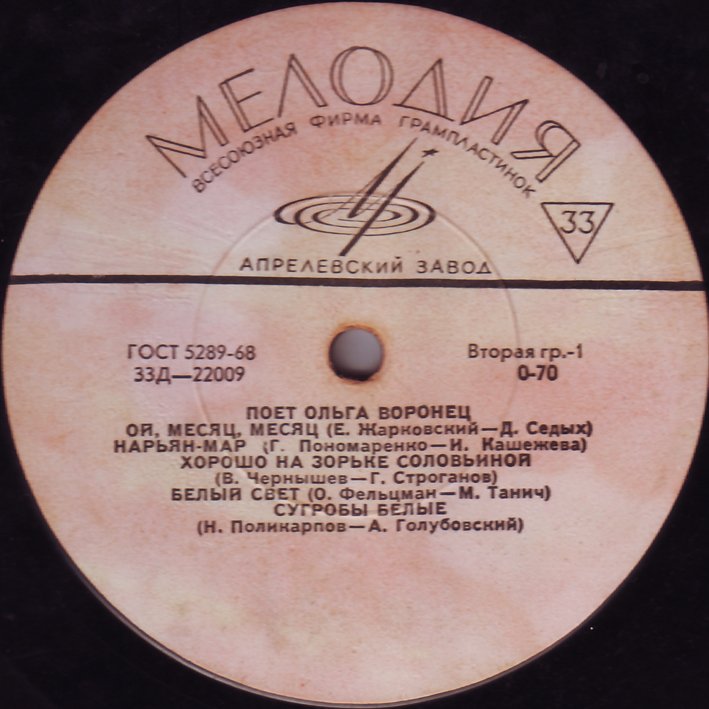 МЕЛОДИЯ
ВСЕСОЮЗНАЯ ФИРМА ГРАМПЛАСТИНОК
33
АПРЕЛЕВСКИЙ ЗАВОД
ГОСТ 5289-68
Вторая гр.-1
33Д—22009
0-70
ПОЕТ ОЛЬГА ВОРОНЕЦ
ОЙ, МЕСЯЦ, МЕСЯЦ (Е. Жарковский—Д. Седых)
НАРЬЯН-МАР (Г. Пономаренко—И. Кашежева)
ХОРОШО НА ЗОРЬКЕ СОЛОВЬИНОЙ
(В. Чернышев—Г. Строганов)
БЕЛЫЙ СВЕТ (О. Фельцман—М. Танич)
СУГРОБЫ БЕЛЫЕ
(Н. Поликарпов—А. Голубовский)